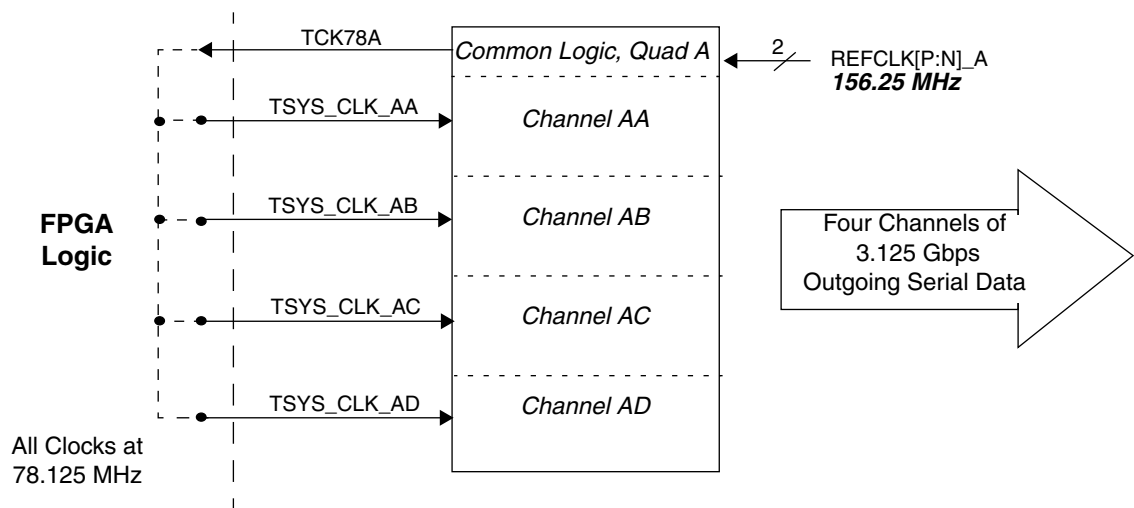 TCK78A
Common Logic, Quad A
2
REFCLK[P:N]_A
156.25 MHz
TSYS_CLK_AA
Channel AA
TSYS_CLK_AB
Channel AB
FPGA
Logic
Four Channels of
3.125 Gbps
Outgoing Serial Data
TSYS_CLK_AC
Channel AC
TSYS_CLK_AD
Channel AD
All Clocks at
78.125 MHz